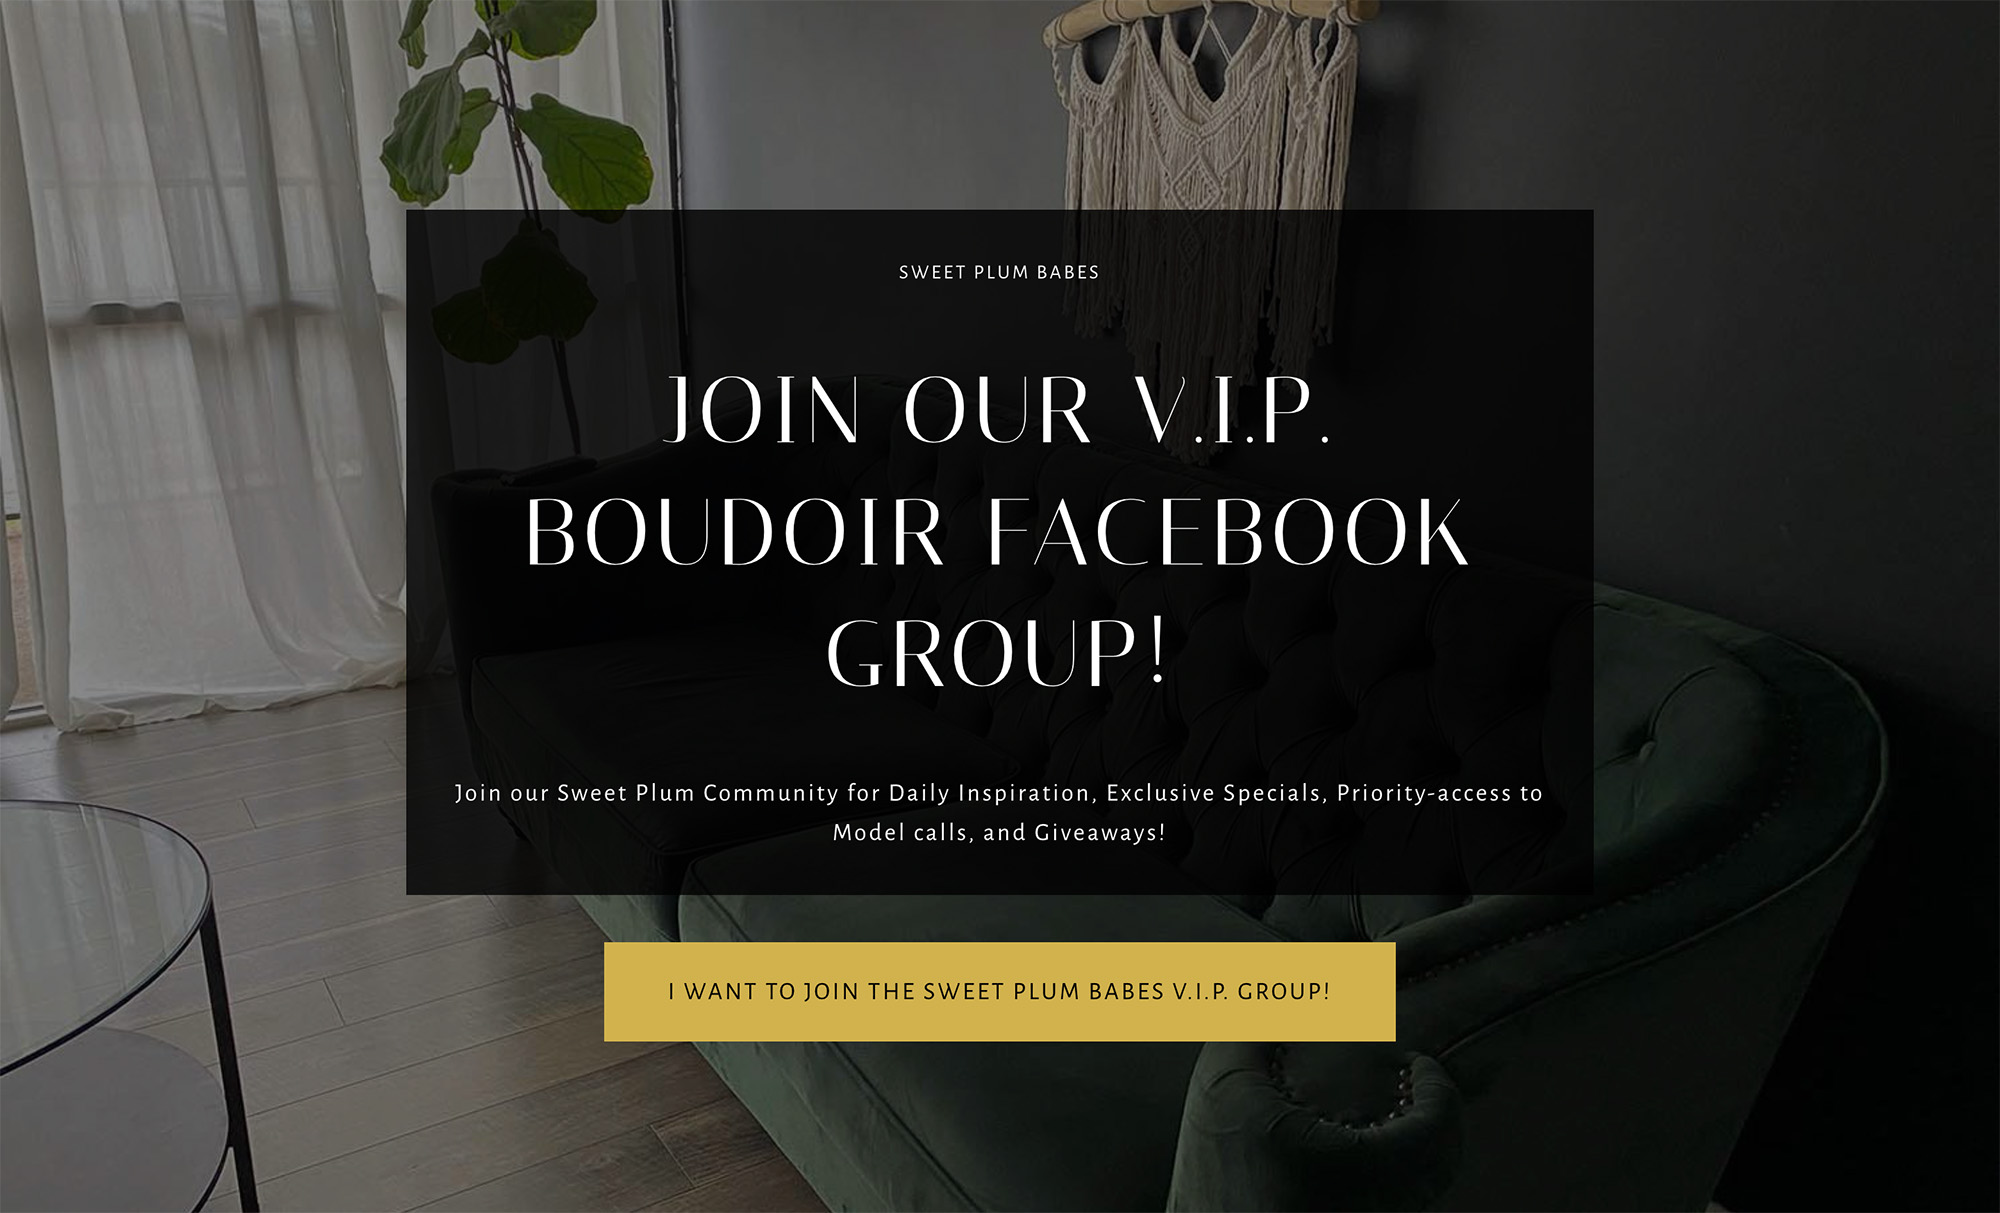 SWEET PLUM BABES
JOIN OUR V.I.P.
BOUDOIR FACEBOOK
GROUP!
Join our Sweet Plum Community for Daily Inspiration, Exclusive Specials, Priority-access to
Model calls, and Giveaways!
I WANT TO JOIN THE SWEET PLUM BABES V.I.P. GROUP!